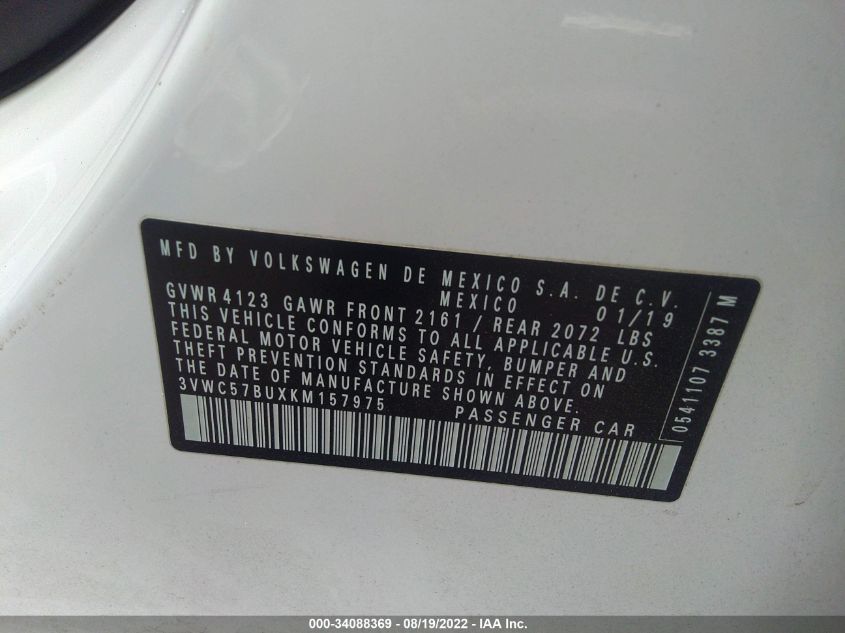 MFD BY VOLKSWAGEN DE MEXICO S.A. DE C.V.
MEXICO 01/19
GVWR 4123 GAWR FRONT 2161 / REAR 2072 LBS
THIS VEHICLE CONFORMS TO ALL APPLICABLE U.S.
FEDERAL MOTOR VEHICLE SAFETY, BUMPER AND
THEFT PREVENTION STANDARDS IN EFFECT ON
THE DATE OF MANUFACTURE SHOWN ABOVE.
3VWC57BUXKM157975 PASSENGER CAR
0541107 3387 M
000-34088369 - 08/19/2022 - IAA Inc.